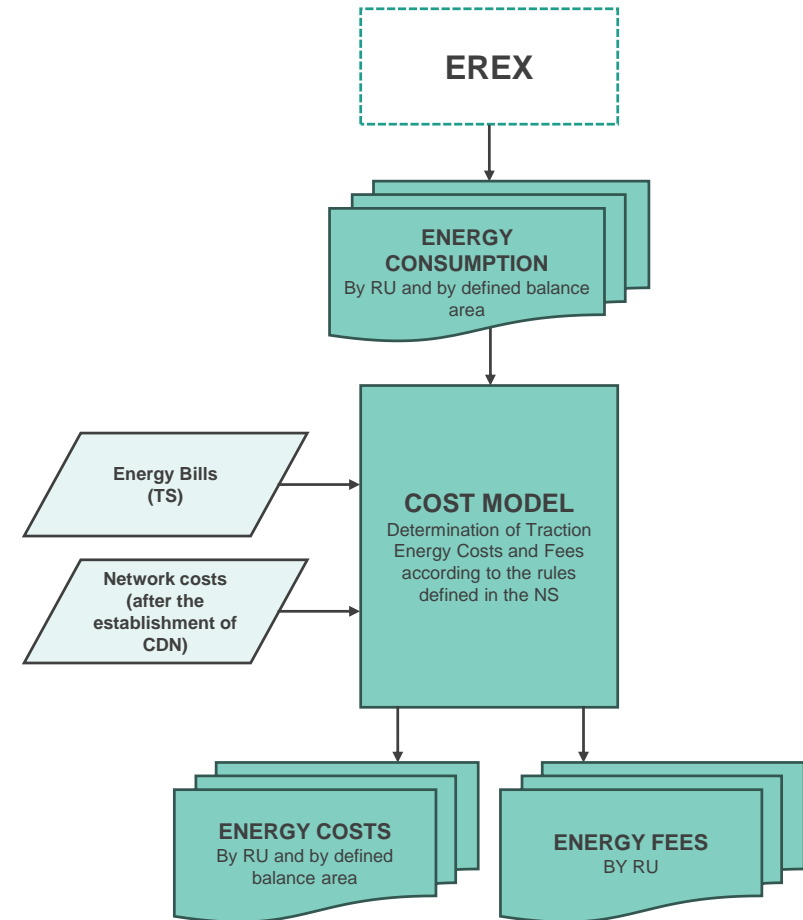 EREX
ENERGY
CONSUMPTION
By RU and by defined balance
area
Energy Bills
(TS)
COST MODEL
Determination of Traction
Energy Costs and Fees
according to the rules
defined in the NS
Network costs
(after the
establishment of
CDN)
ENERGY COSTS
By RU and by defined
balance area
ENERGY FEES
BY RU